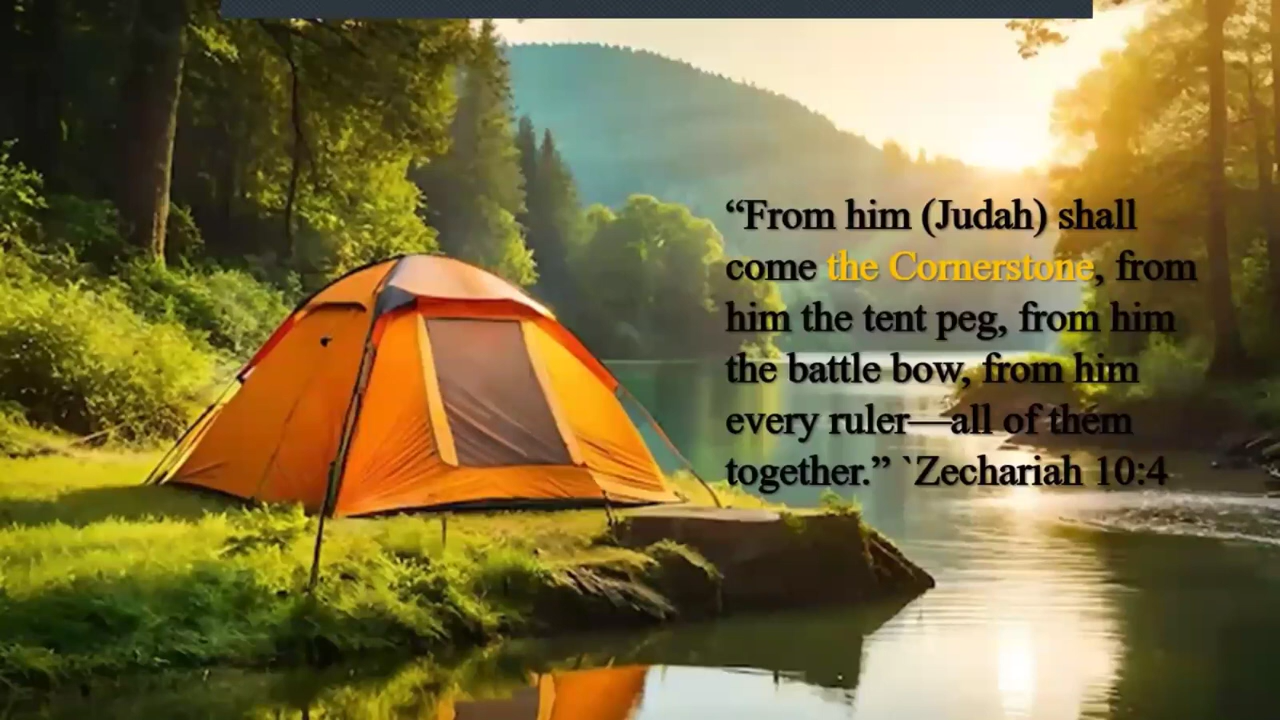 “From him (Judah) shall
come the Cornerstone, from
him the tent peg, from him
the battle bow, from him
every ruler—all of them
together.” `Zechariah 10:4